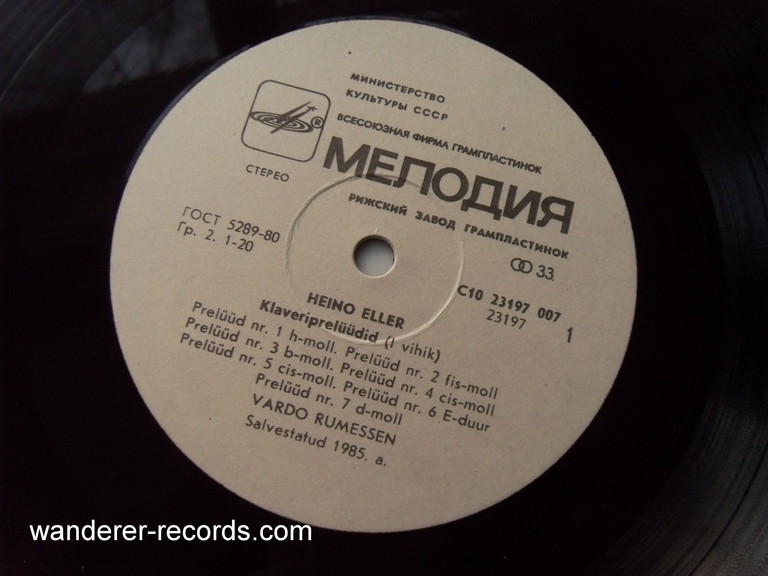 МИНИСТЕРСТВО
КУЛЬТУРЫ СССР
ВСЕСОЮЗНАЯ ФИРМА ГРАМПЛАСТИНОК
®
МЕЛОДИЯ
СТЕРЕО
РИЖСКИЙ ЗАВОД ГРАМПЛАСТИНОК
ГОСТ 5289-80
Гр. 2. 1-20
33
С10 23197 007
23197
1
HEINO ELLER
Klaveriprelüüdid (I vihik)
Prelüüd nr. 1 h-moll. Prelüüd nr. 2 fis-moll
Prelüüd nr. 3 b-moll. Prelüüd nr. 4 cis-moll
Prelüüd nr. 5 cis-moll. Prelüüd nr. 6 E-duur
Prelüüd nr. 7 d-moll
VARDO RUMESSEN
Salvestatud 1985. a.
wanderer-records.com